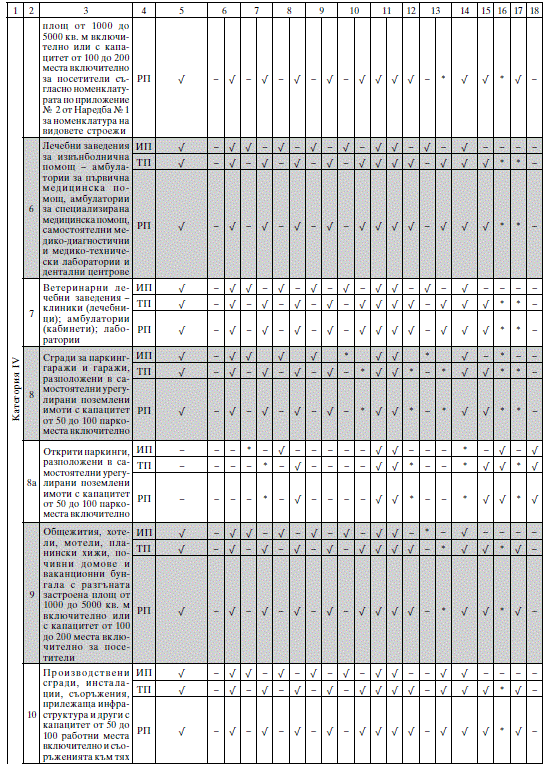 1 2 3 4 5 6 7 8 9 10 11 12 13 14 15 16 17 18
Категория IV
площ от 1000 до
5000 кв. м включи-
телно или с капа-
цитет от 100 до 200
места включително
за посетители съ-
гласно номенклату-
рата по приложение
№ 2 от Наредба № 1
за номенклатура на
видовете строежи
РП √ – √ – √ – √ – √ – √ √ √ √ – * √ √ * √ –
6
Лечебни заведения
за извънболнична
помощ – амбула-
тории за първична
медицинска по-
мощ, амбулатории
за специализирана
медицинска помощ,
самостоятелни ме-
дико-диагностични
и медико-техниче-
ски лаборатории и
дентални центрове
ИП √ – √ √ – √ – √ – √ – √ √ – √ – √ – – – –
ТП √ – √ – √ – √ – √ – √ √ √ √ – √ √ √ * * –
РП √ – √ – √ – √ – √ – √ √ √ √ – √ √ √ * * –
7
Ветеринарни ле-
чебни заведения –
клиники (лечебни-
ци); амбулатории
(кабинети); лабо-
ратории
ИП √ – √ √ – √ – √ – √ – √ √ – √ – √ – – – –
ТП √ – √ – √ – √ – √ – √ √ √ √ – √ √ √ * * –
РП √ – √ – √ – √ – √ – √ √ √ √ – √ √ √ * * –
8
Сгради за паркинг-
гаражи и гаражи,
разположени в са-
мостоятелни урегу-
лирани поземлени
имоти с капацитет
от 50 до 100 парко-
места включително
ИП √ – √ √ √ √ * √ √ * √ – * – –
ТП √ – √ – √ – √ – √ – * √ √ * – * √ √ * * –
РП √ – √ – √ – √ – √ – * √ √ * – * √ √ * * –
8а
Открити паркинги,
разположени в са-
мостоятелни урегу-
лирани поземлени
имоти с капацитет
от 50 до 100 парко-
места включително
ИП – – – * – √ – – – – – √ √ – – – * – √ – √
ТП – – – – * – √ – – – – √ √ * – – * √ √ * √
РП – – – – * – √ – – – – √ √ * – – * √ √ * √
9
Общежития, хоте-
ли, мотели, пла-
нински хижи, по-
чивни домове и
ваканционни бун-
гала с разгъната
застроена площ от
1000 до 5000 кв. м
включително или
с капацитет от 100
до 200 места вклю-
чително за посе-
тители
ИП √ – √ √ – √ – √ – √ – √ √ – * – √ – – – –
ТП √ – √ – √ – √ – √ – √ √ √ √ – * √ √ * √ –
РП √ – √ – √ – √ – √ – √ √ √ √ – * √ √ * √ –
10
Производствени
сгради, инстала-
ции, съоръжения,
прилежаща инфра-
структура и други с
капацитет от 50 до
100 работни места
включително и съо-
ръженията към тях
ИП √ – √ √ – √ – √ – √ – √ √ – √ √ – – – –
ТП √ – √ – √ – √ – √ – √ √ √ √ – √ √ √ * √ –
РП √ – √ – √ – √ – √ – √ √ √ √ – √ √ √ * √ –